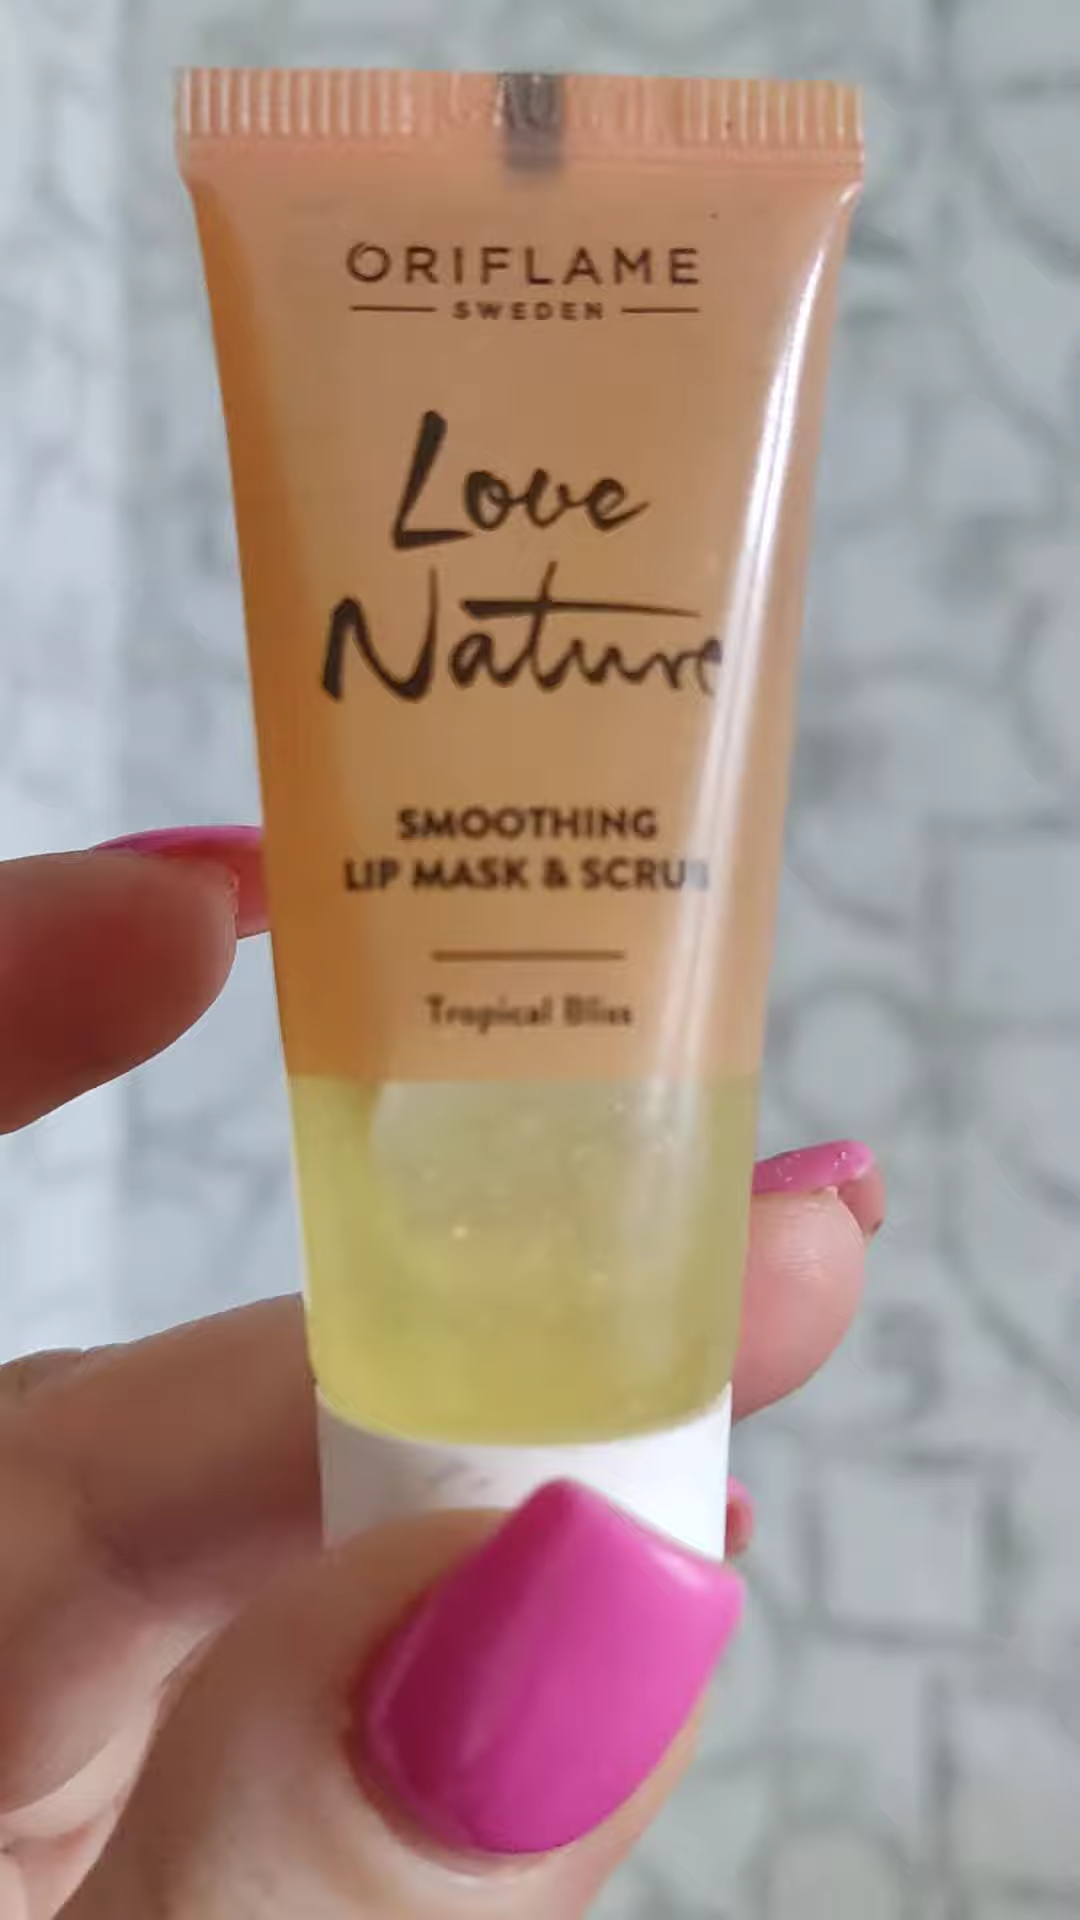 ORIFLAME
SWEDEN
Love
Nature
SMOOTHING
LIP MASK & SCRUB
Tropical Bliss